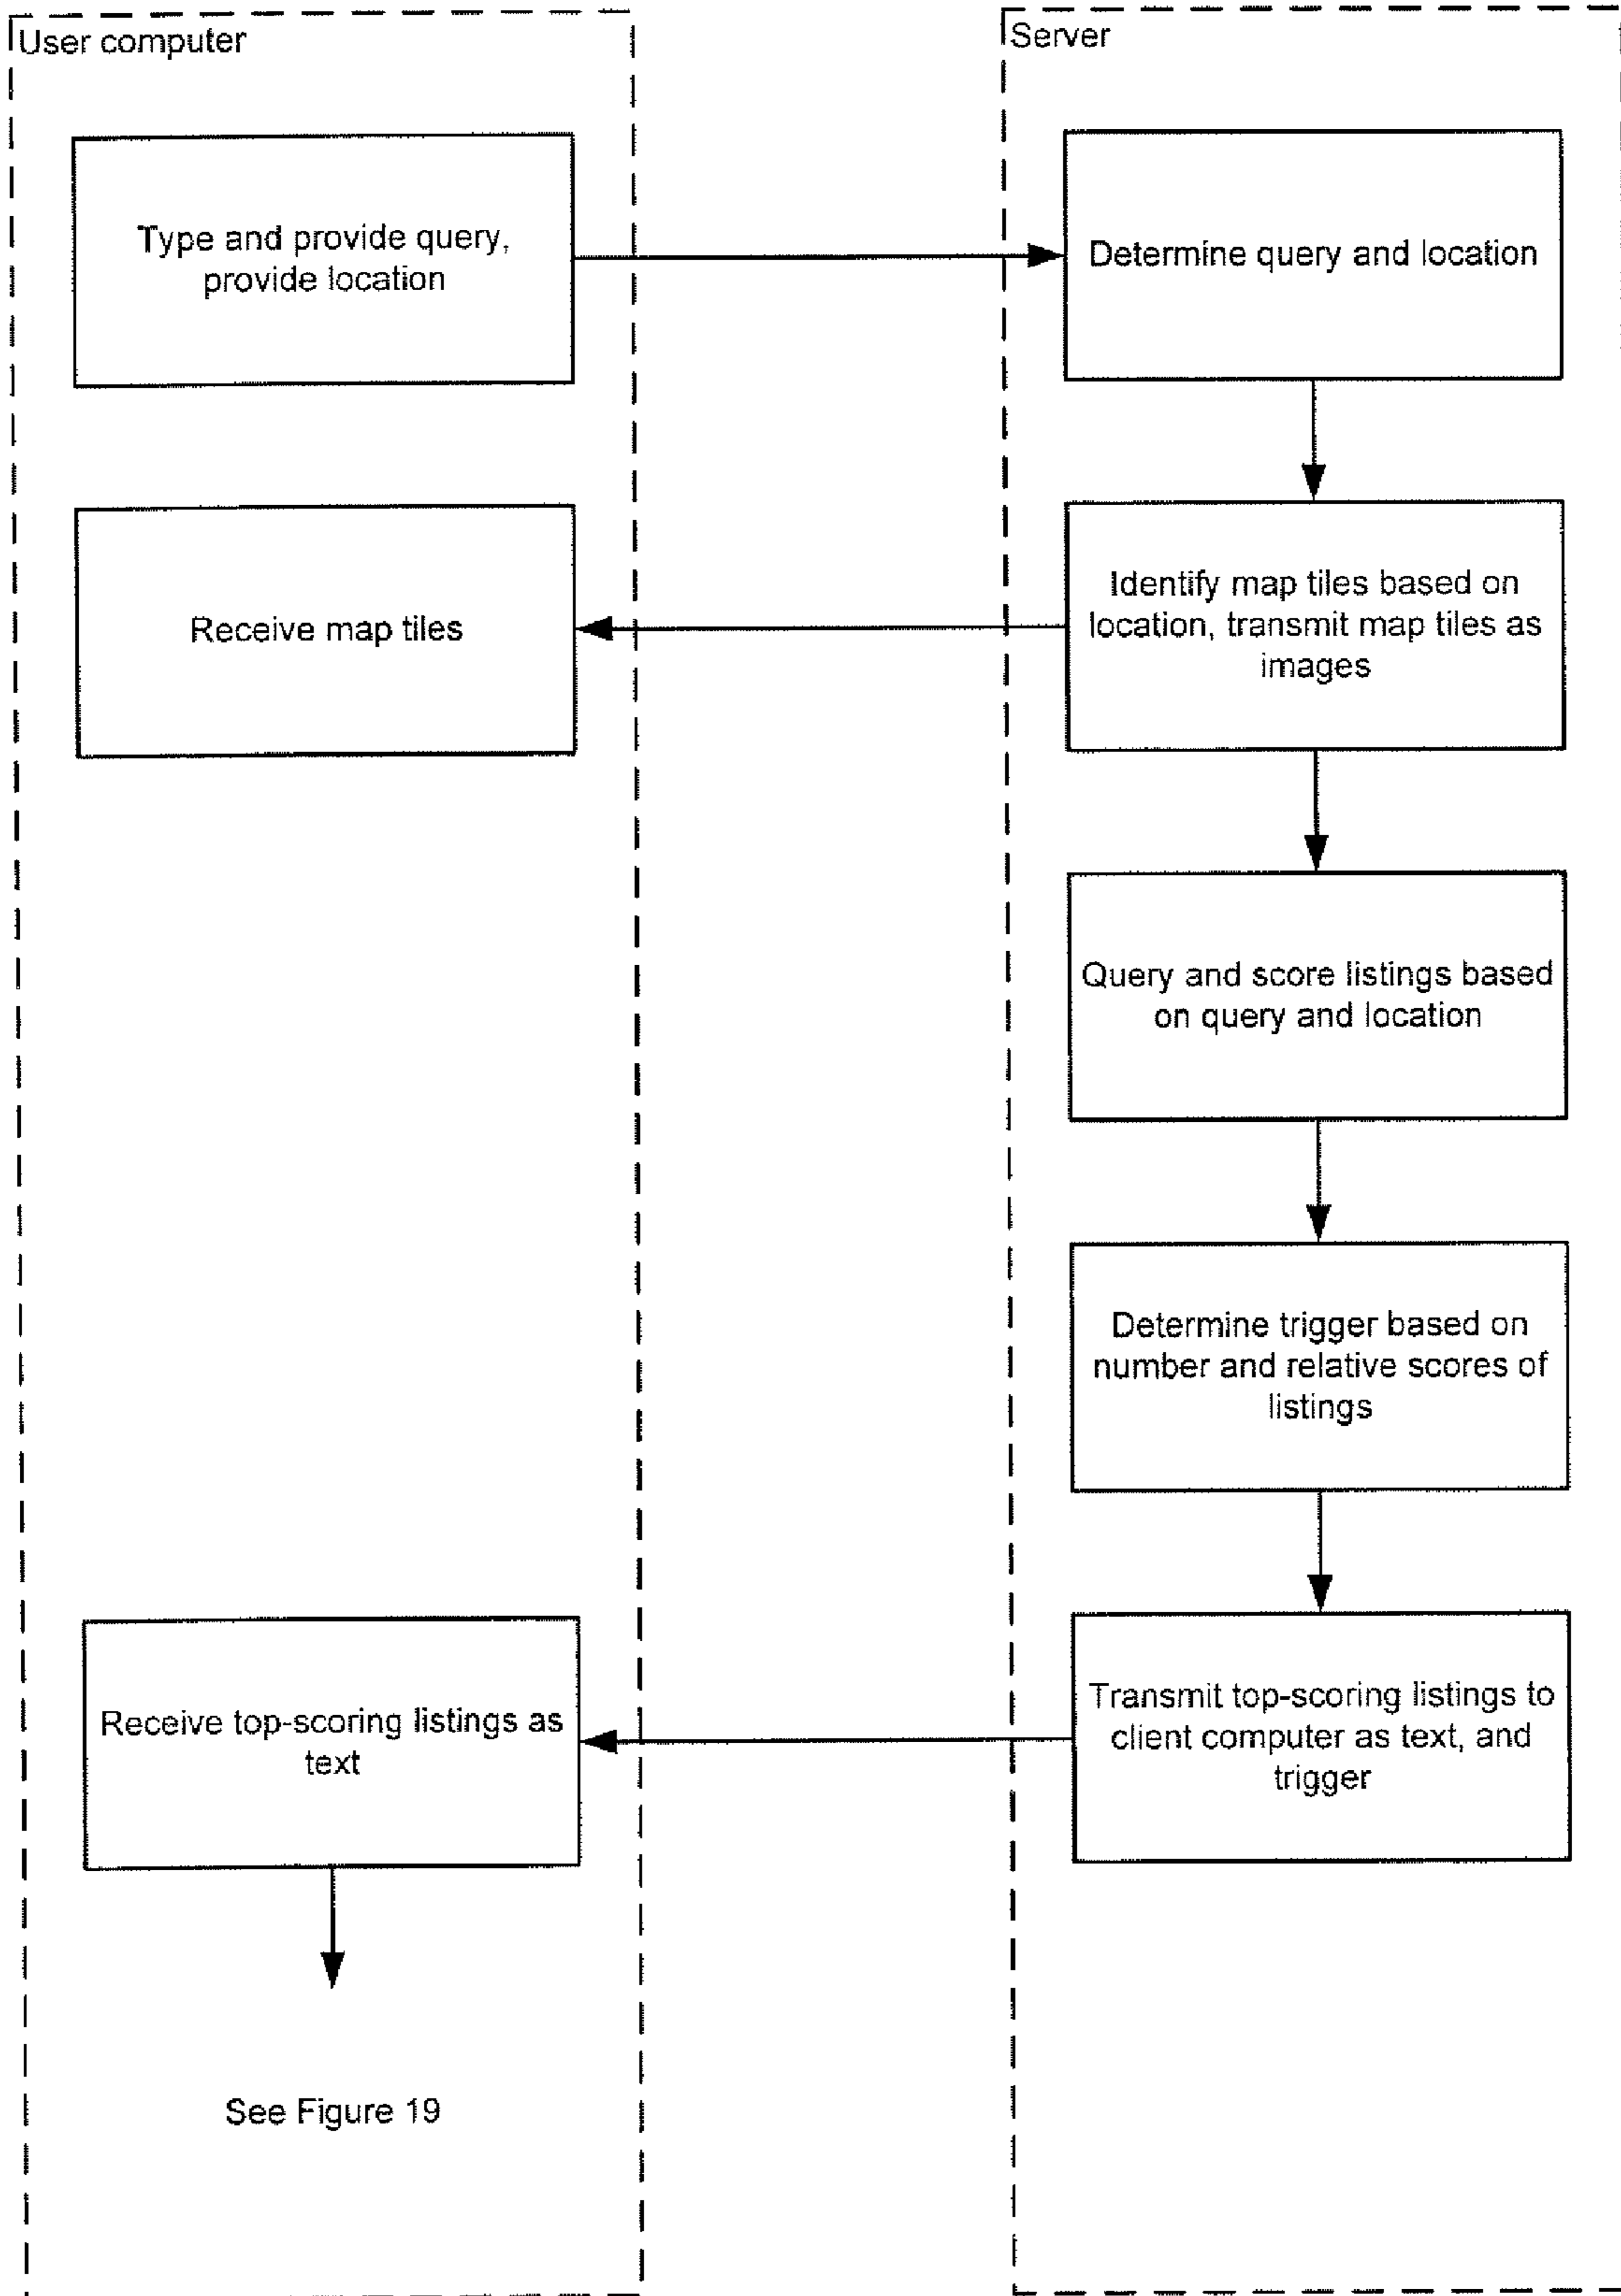 User computer
Server
Type and provide query,
provide location
Determine query and location
Receive map tiles
Identify map tiles based on
location, transmit map tiles as
images
Query and score listings based
on query and location
Determine trigger based on
number and relative scores of
listings
Receive top-scoring listings as
text
Transmit top-scoring listings to
client computer as text, and
trigger
See Figure 19